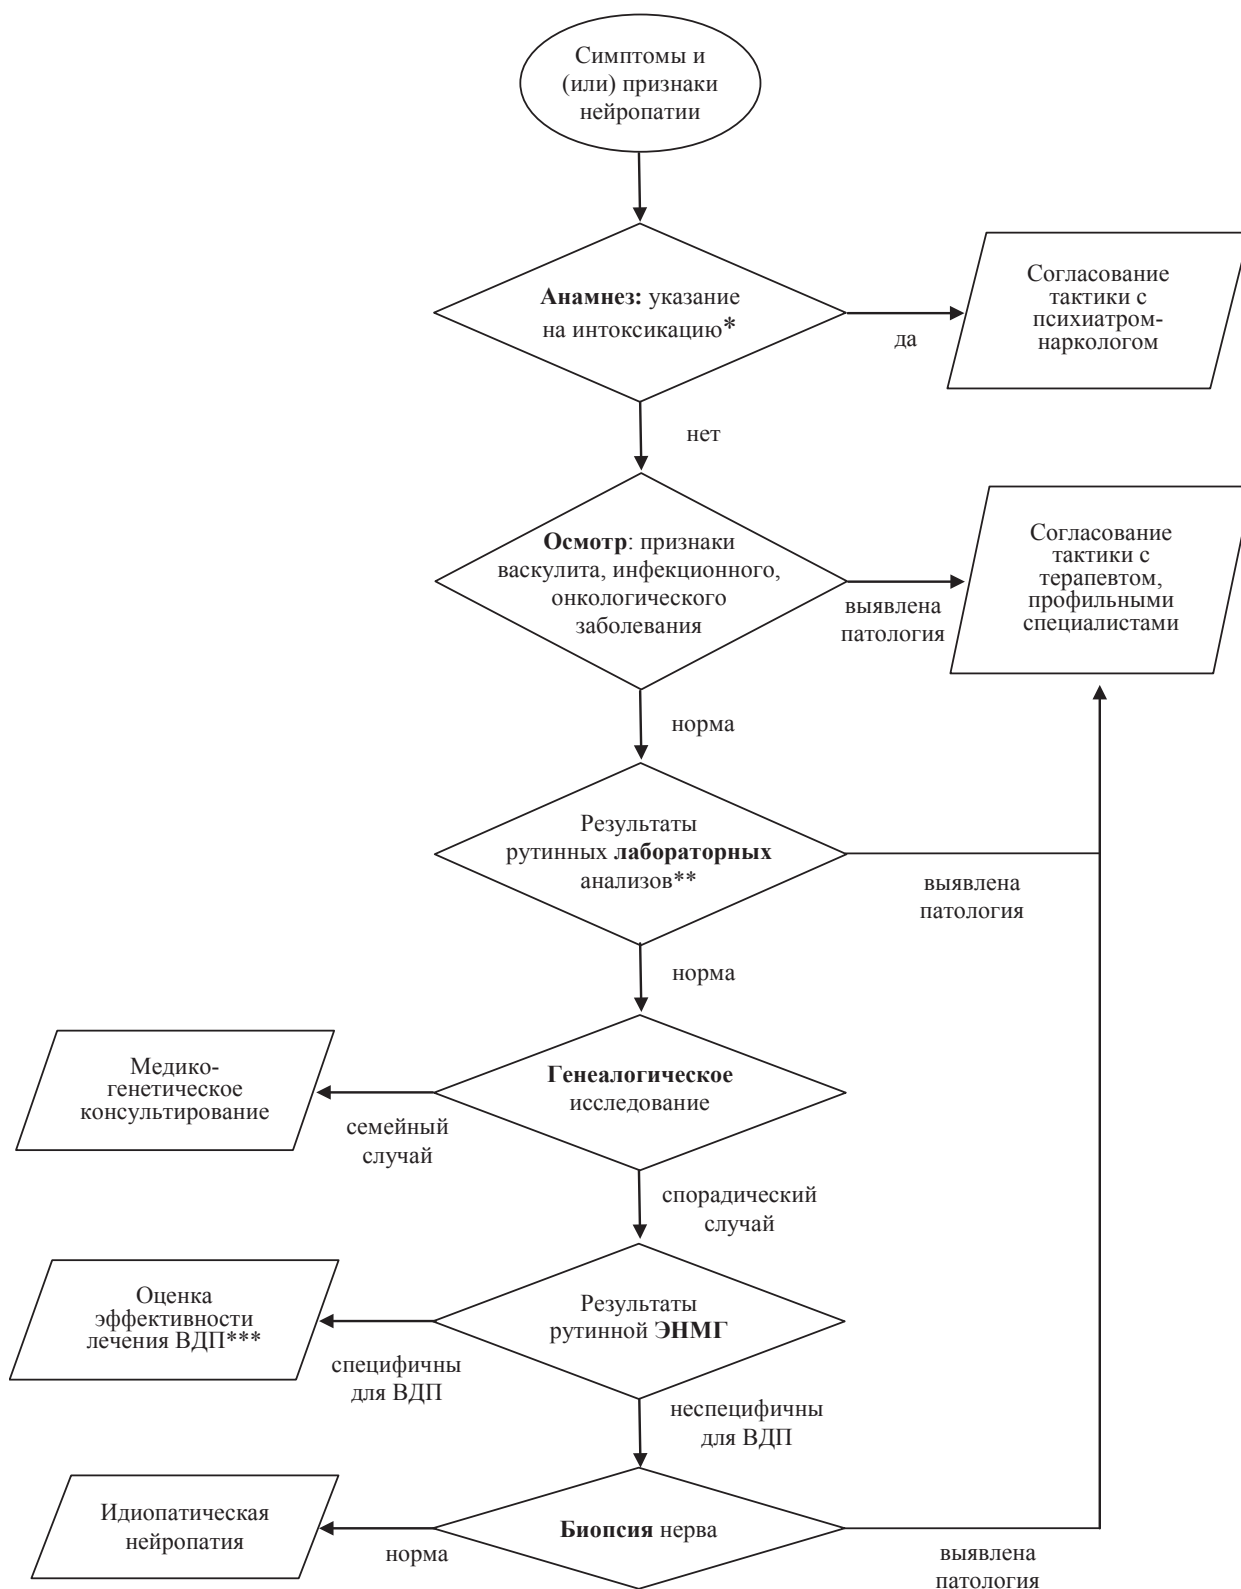 Симптомы и
(или) признаки
нейропатии
Анамнез: указание
на интоксикацию*
да
Согласование
тактики с
психиатром-
наркологом
нет
Осмотр: признаки
васкулита, инфекционного,
онкологического
заболевания
выявлена
патология
Согласование
тактики с
терапевтом,
профильными
специалистами
норма
Результаты
рутинных лабораторных
анализов**
выявлена
патология
норма
Медико-
генетическое
консультирование
Генеалогическое
исследование
семейный
случай
спорадический
случай
Оценка
эффективности
лечения ВДП***
Результаты
рутинной ЭНМГ
специфичны
для ВДП
неспецифичны
для ВДП
Идиопатическая
нейропатия
Биопсия нерва
норма
выявлена
патология